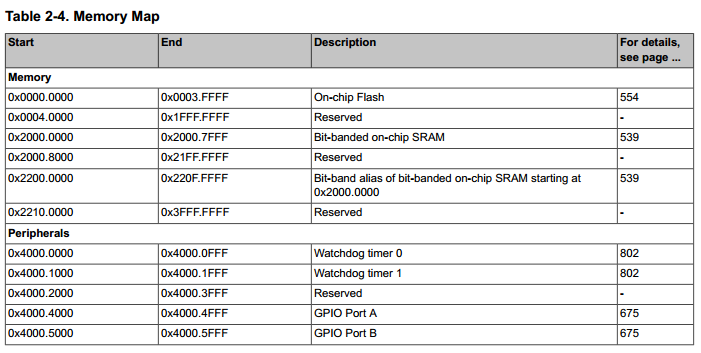 Table 2-4. Memory Map
Start End Description For details, see page ...
Memory
0x0000.0000 0x0003.FFFF On-chip Flash 554
0x0004.0000 0x1FFF.FFFF Reserved -
0x2000.0000 0x2000.7FFF Bit-banded on-chip SRAM 539
0x2000.8000 0x21FF.FFFF Reserved -
0x2200.0000 0x220F.FFFF Bit-band alias of bit-banded on-chip SRAM starting at 539
0x2000.0000
0x2210.0000 0x3FFF.FFFF Reserved -
Peripherals
0x4000.0000 0x4000.0FFF Watchdog timer 0 802
0x4000.1000 0x4000.1FFF Watchdog timer 1 802
0x4000.2000 0x4000.3FFF Reserved -
0x4000.4000 0x4000.4FFF GPIO Port A 675
0x4000.5000 0x4000.5FFF GPIO Port B 675